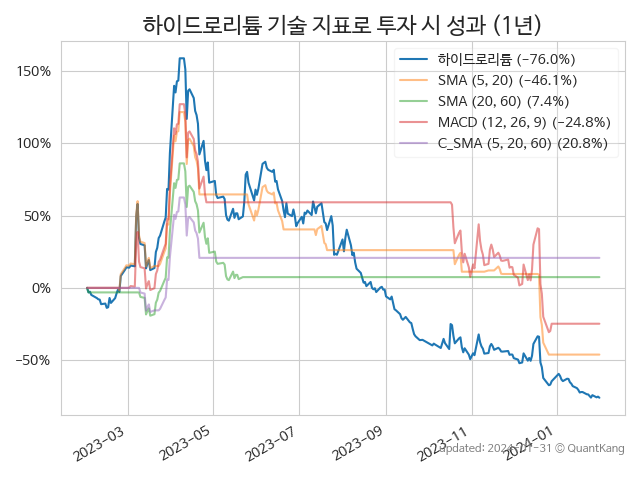 하이드로리튬 기술 지표로 투자 시 성과 (1년)
하이드로리튬 (−76.0%)
SMA (5, 20) (−46.1%)
SMA (20, 60) (7.4%)
MACD (12, 26, 9) (−24.8%)
C_SMA (5, 20, 60) (20.8%)
150%
100%
50%
0%
−50%
2023−03
2023−05
2023−07
2023−09
2023−11
2024−01
updated: 2024-01-31 © QuantKang